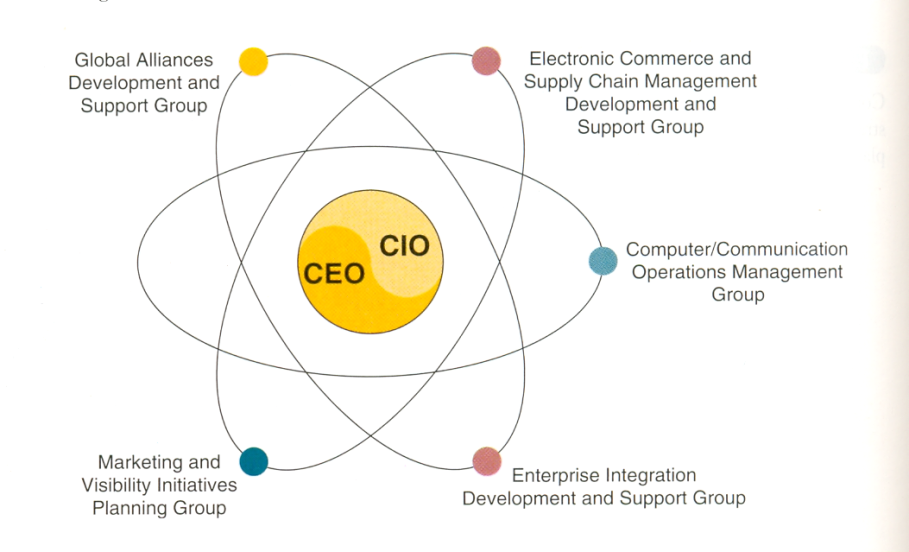 Global Alliances
Development and
Support Group
Electronic Commerce and
Supply Chain Management
Development and
Support Group
CIO
CEO
Computer/Communication
Operations Management
Group
Marketing and
Visibility Initiatives
Planning Group
Enterprise Integration
Development and Support Group